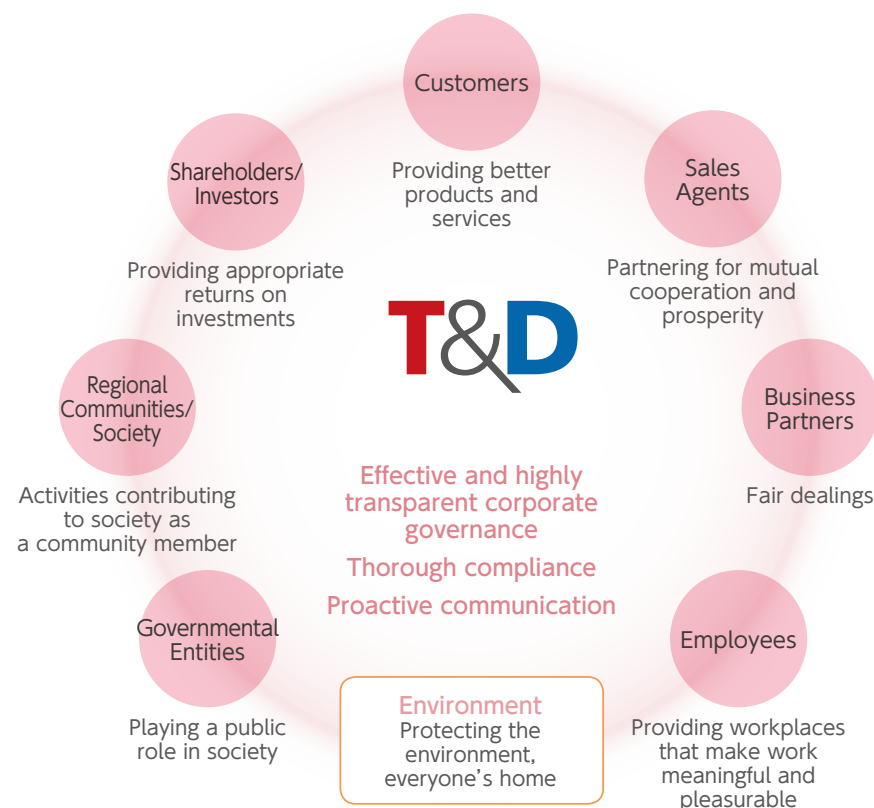 Customers
Providing better
products and
services
Shareholders/
Investors
Providing appropriate
returns on
investments
Sales
Agents
Partnering for mutual
cooperation and
prosperity
T&D
Regional
Communities/
Society
Activities contributing
to society as
a community member
Business
Partners
Fair dealings
Effective and highly
transparent corporate
governance
Thorough compliance
Proactive communication
Governmental
Entities
Playing a public
role in society
Employees
Providing workplaces
that make work
meaningful and
pleasurable
Environment
Protecting the
environment,
everyone's home